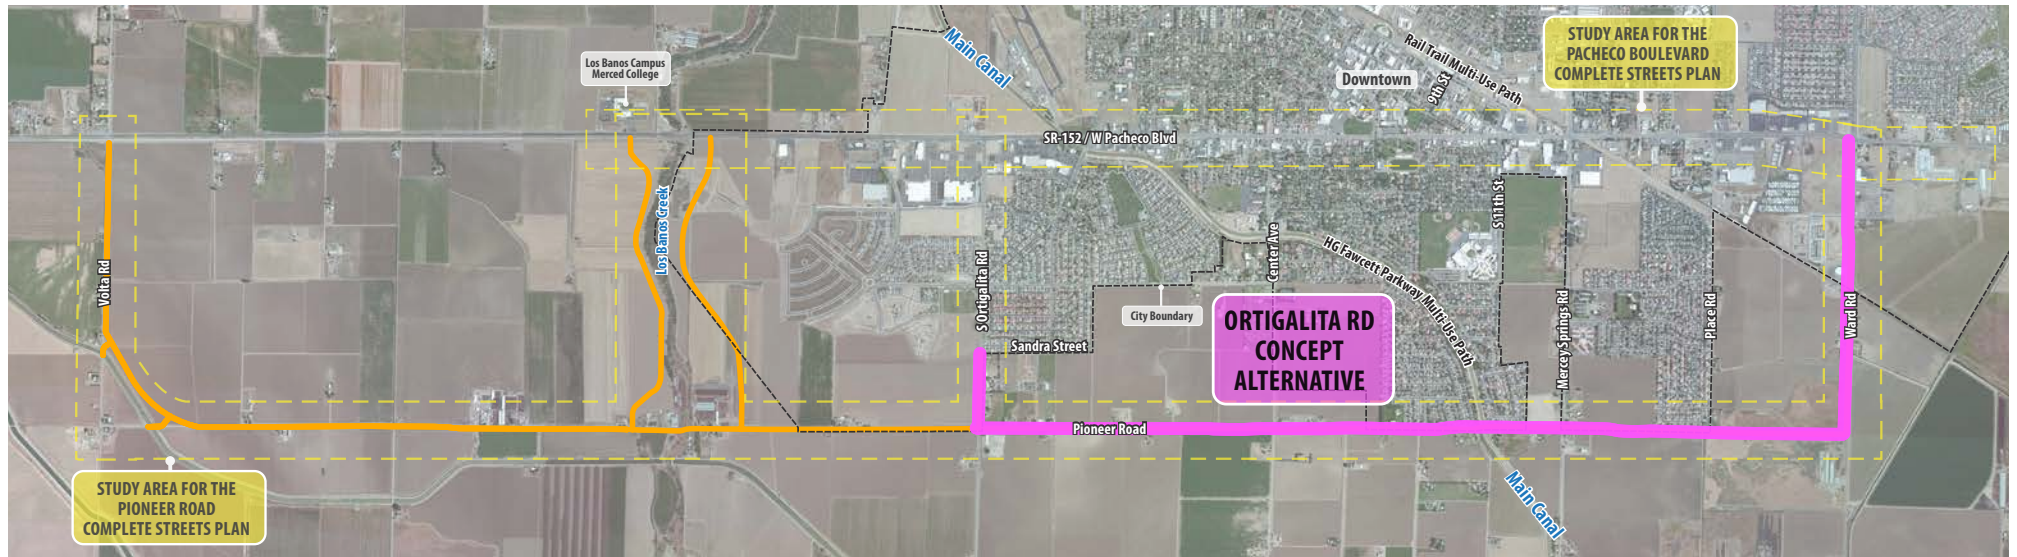 Main Canal
Rail Trail Multi-Use Path
STUDY AREA FOR THE
PACHECO BOULEVARD
COMPLETE STREETS PLAN
Los Banos Campus
Merced College
Downtown
9th St
SR-152 / W Pacheco Blvd
Los Banos Creek
S 11th St
Volta Rd
S Ortigalita Rd
Center Ave
HG Fawcett Parkway Multi-Use Path
Mercey Springs Rd
Place Rd
Ward Rd
City Boundary
ORTIGALITA RD
CONCEPT
ALTERNATIVE
Sandra Street
Pioneer Road
STUDY AREA FOR THE
PIONEER ROAD
COMPLETE STREETS PLAN
Main Canal